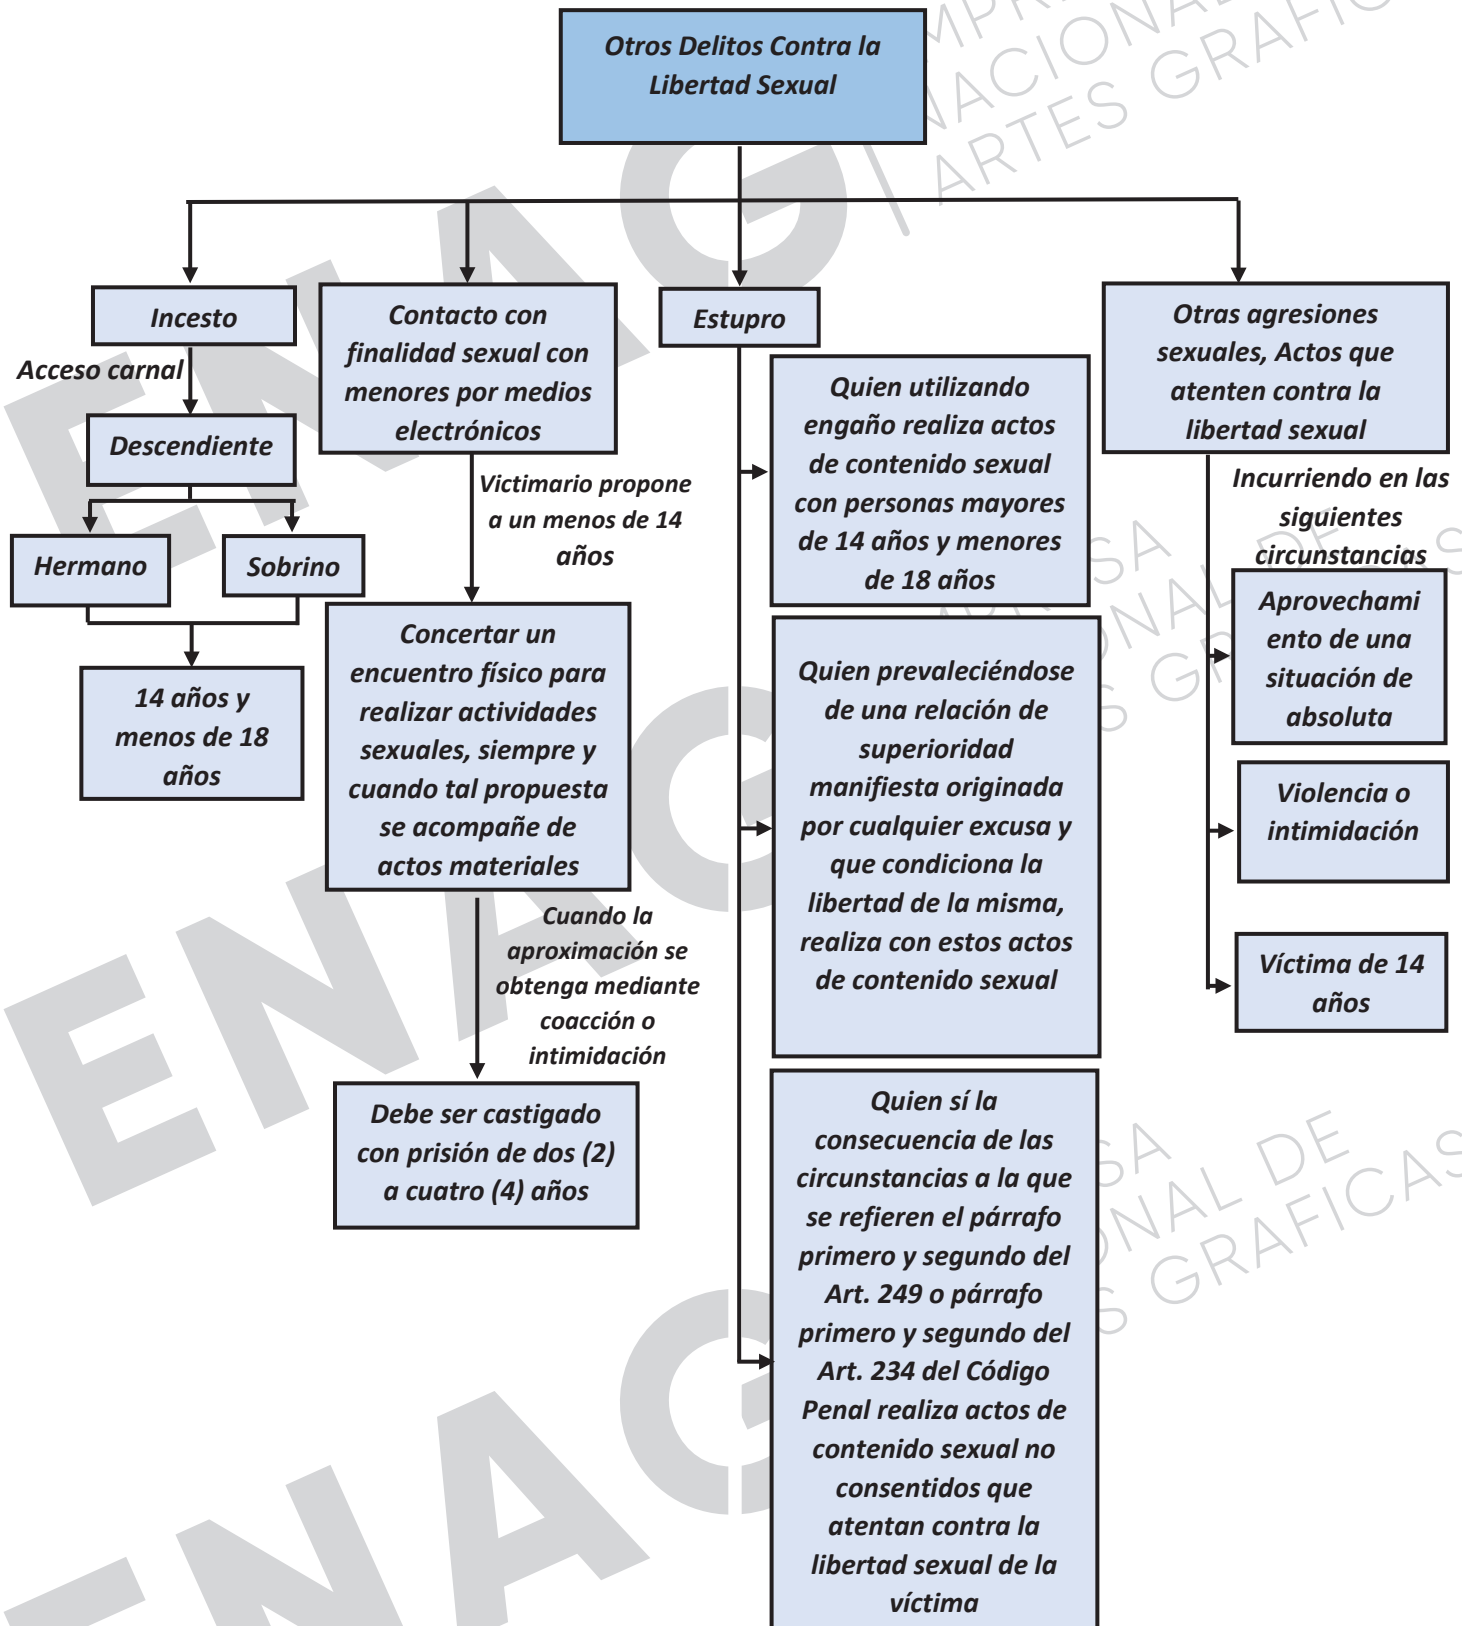 Otros Delitos Contra la
Libertad Sexual
Incesto
Acceso carnal
Descendiente
Hermano
Sobrino
14 años y
menos de 18
años
Contacto con
finalidad sexual con
menores por medios
electrónicos
Victimario propone
a un menos de 14
años
Concertar un
encuentro físico para
realizar actividades
sexuales, siempre y
cuando tal propuesta
se acompañe de
actos materiales
Cuando la
aproximación se
obtenga mediante
coacción o
intimidación
Debe ser castigado
con prisión de dos (2)
a cuatro (4) años
Estupro
Quien utilizando
engaño realiza actos
de contenido sexual
con personas mayores
de 14 años y menores
de 18 años
Quien prevaleciéndose
de una relación de
superioridad
manifiesta originada
por cualquier excusa y
que condiciona la
libertad de la misma,
realiza con estos actos
de contenido sexual
Quien sí la
consecuencia de las
circunstancias a la que
se refieren el párrafo
primero y segundo del
Art. 249 o párrafo
primero y segundo del
Art. 234 del Código
Penal realiza actos de
contenido sexual no
consentidos que
atentan contra la
libertad sexual de la
víctima
Otras agresiones
sexuales, Actos que
atenten contra la
libertad sexual
Incurriendo en las
siguientes
circunstancias
Aprovechami
ento de una
situación de
absoluta
Violencia o
intimidación
Víctima de 14
años
ENAG
NACIONAL
ARTES GRAFIC
ENAG
DE
ENAG
DE
GRAFICAS